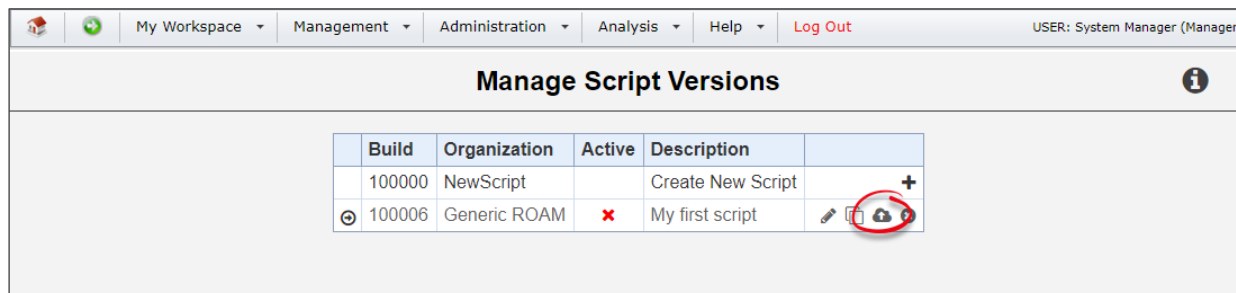 My Workspace Management Administration Analysis Help Log Out USER: System Manager (Manager
Manage Script Versions
Build Organization Active Description
100000 NewScript Create New Script
100006 Generic ROAM My first script